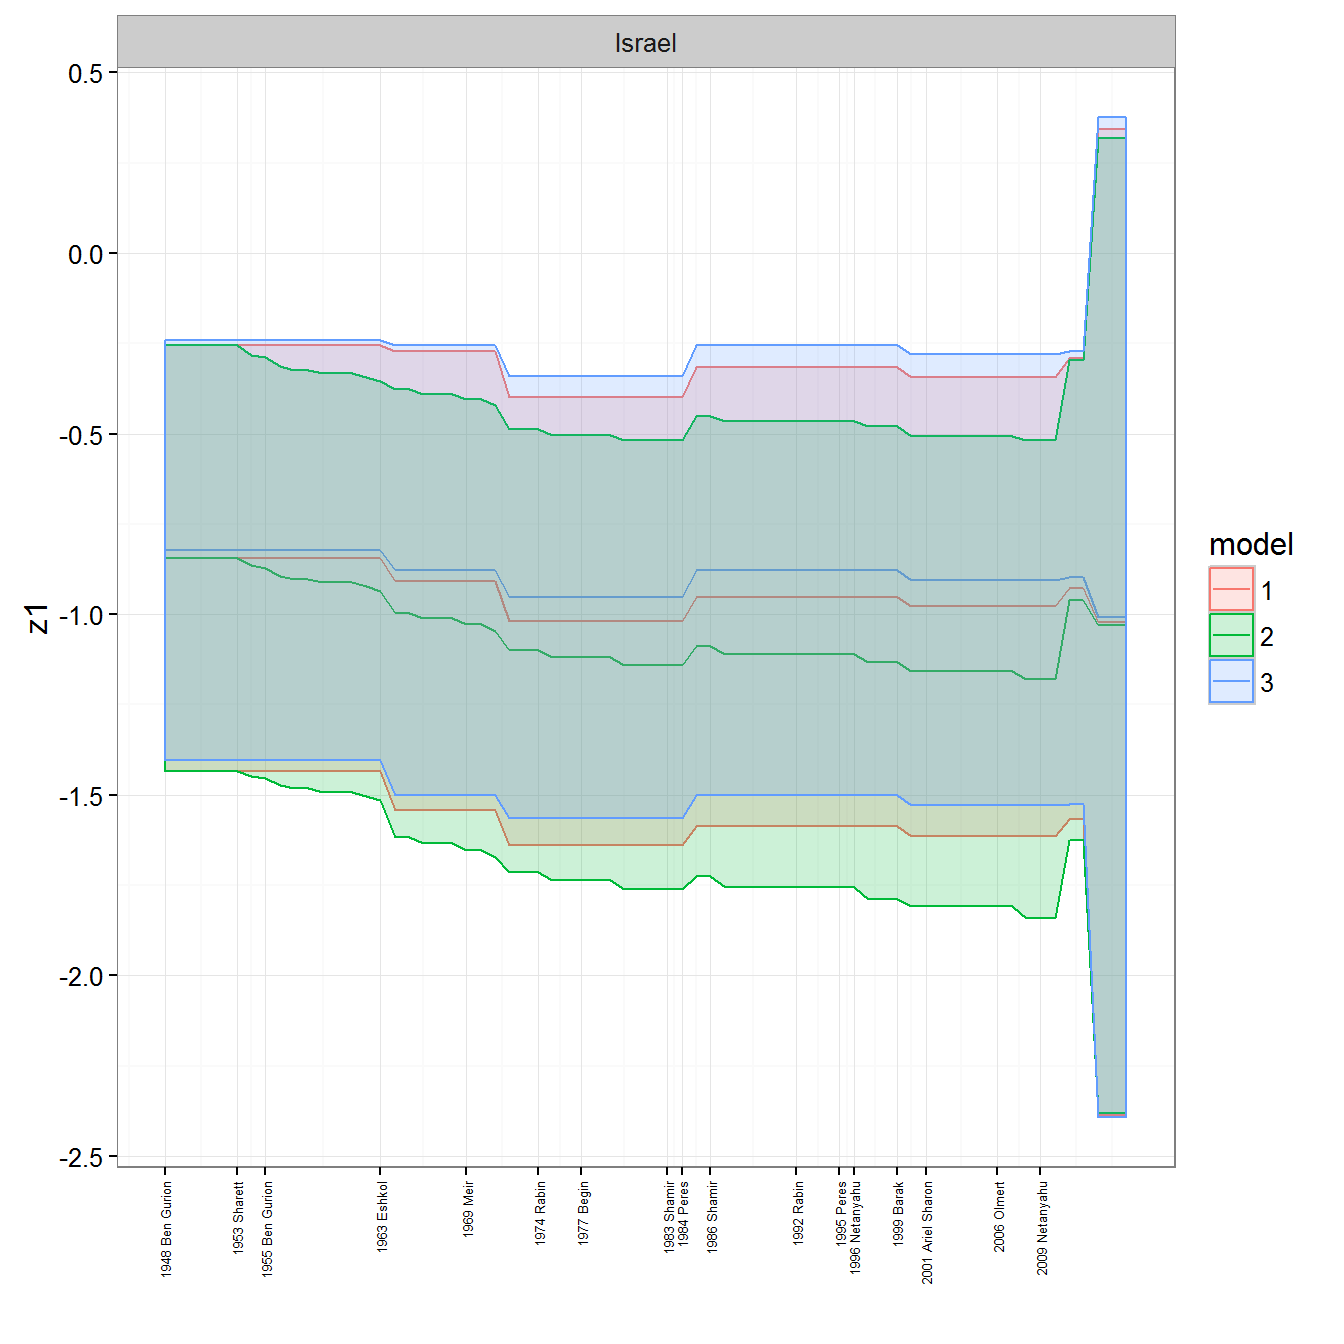 Israel
0.5
0.0
-0.5
-1.0
-1.5
-2.0
-2.5
z1
1948 Ben Gurion
1953 Sharett
1955 Ben Gurion
1963 Eshkol
1969 Meir
1974 Rabin
1977 Begin
1983 Shamir
1984 Peres
1986 Shamir
1992 Rabin
1995 Peres
1996 Netanyahu
1999 Barak
2001 Ariel Sharon
2006 Olmert
2009 Netanyahu
model
1
2
3